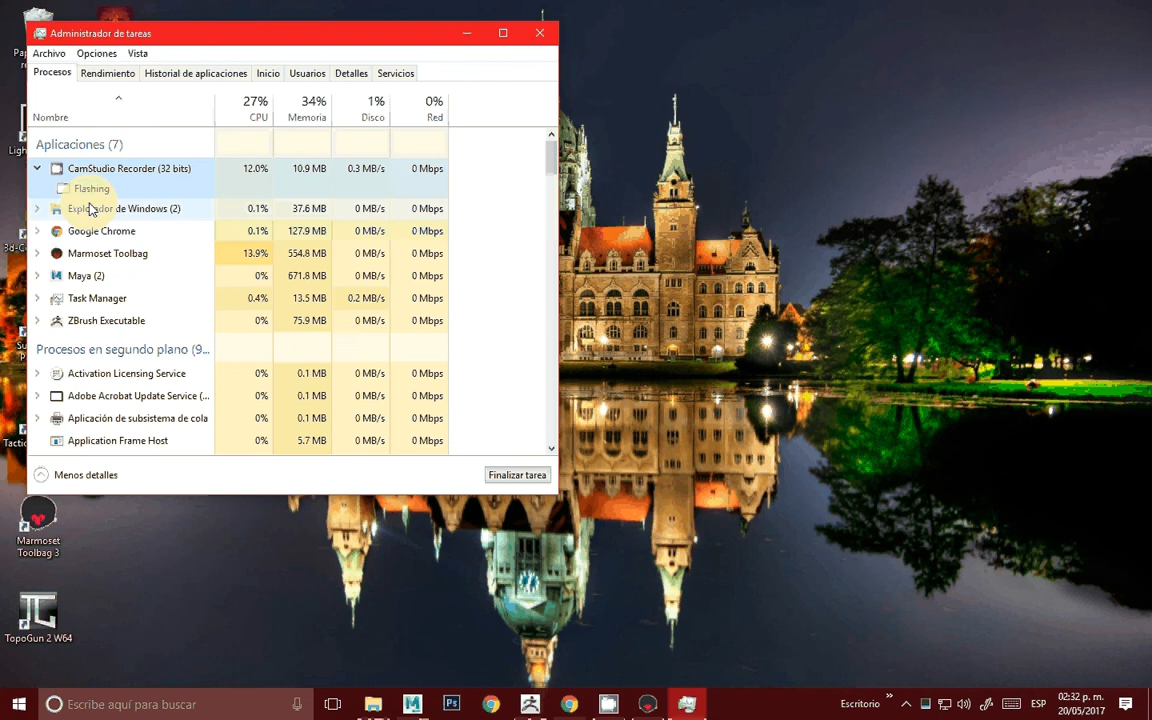 Administrador de tareas
Archivo Opciones Vista
Procesos Rendimiento Historial de aplicaciones Inicio Usuarios Detalles Servicios
27% 34% 1% 0%
Nombre CPU Memoria Disco Red
Aplicaciones (7)
CamStudio Recorder (32 bits) 12.0% 10.9 MB 0.3 MB/s 0 Mbps
Flashing
Explorador de Windows (2) 0.1% 37.6 MB 0 MB/s 0 Mbps
Google Chrome 0.1% 127.9 MB 0 MB/s 0 Mbps
Marmoset Toolbag 13.9% 554.8 MB 0 MB/s 0 Mbps
Maya (2) 0% 671.8 MB 0 MB/s 0 Mbps
Task Manager 0.4% 13.5 MB 0.2 MB/s 0 Mbps
ZBrush Executable 0% 75.9 MB 0 MB/s 0 Mbps
Procesos en segundo plano (9...
Activation Licensing Service 0% 0.1 MB 0 MB/s 0 Mbps
Adobe Acrobat Update Service (... 0% 0.1 MB 0 MB/s 0 Mbps
Aplicación de subsistema de cola 0% 0.1 MB 0 MB/s 0 Mbps
Application Frame Host 0% 5.7 MB 0 MB/s 0 Mbps
Menos detalles Finalizar tarea
Marmoset
Toolbag 3
TopoGun 2 W64
Escribe aquí para buscar
Ps
Escritorio
ESP
02:32 p. m.
20/05/2017